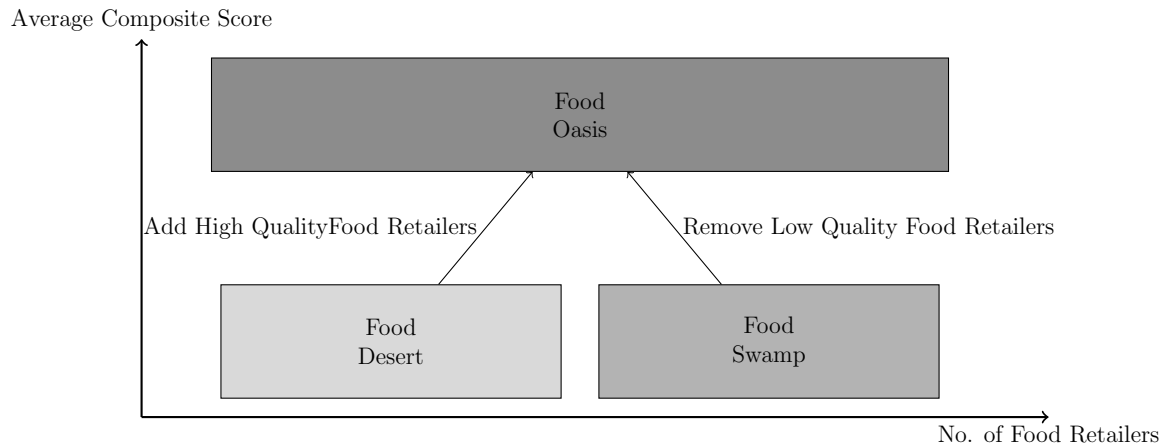 Average Composite Score
Food
Oasis
Add High QualityFood Retailers
Remove Low Quality Food Retailers
Food
Desert
Food
Swamp
No. of Food Retailers